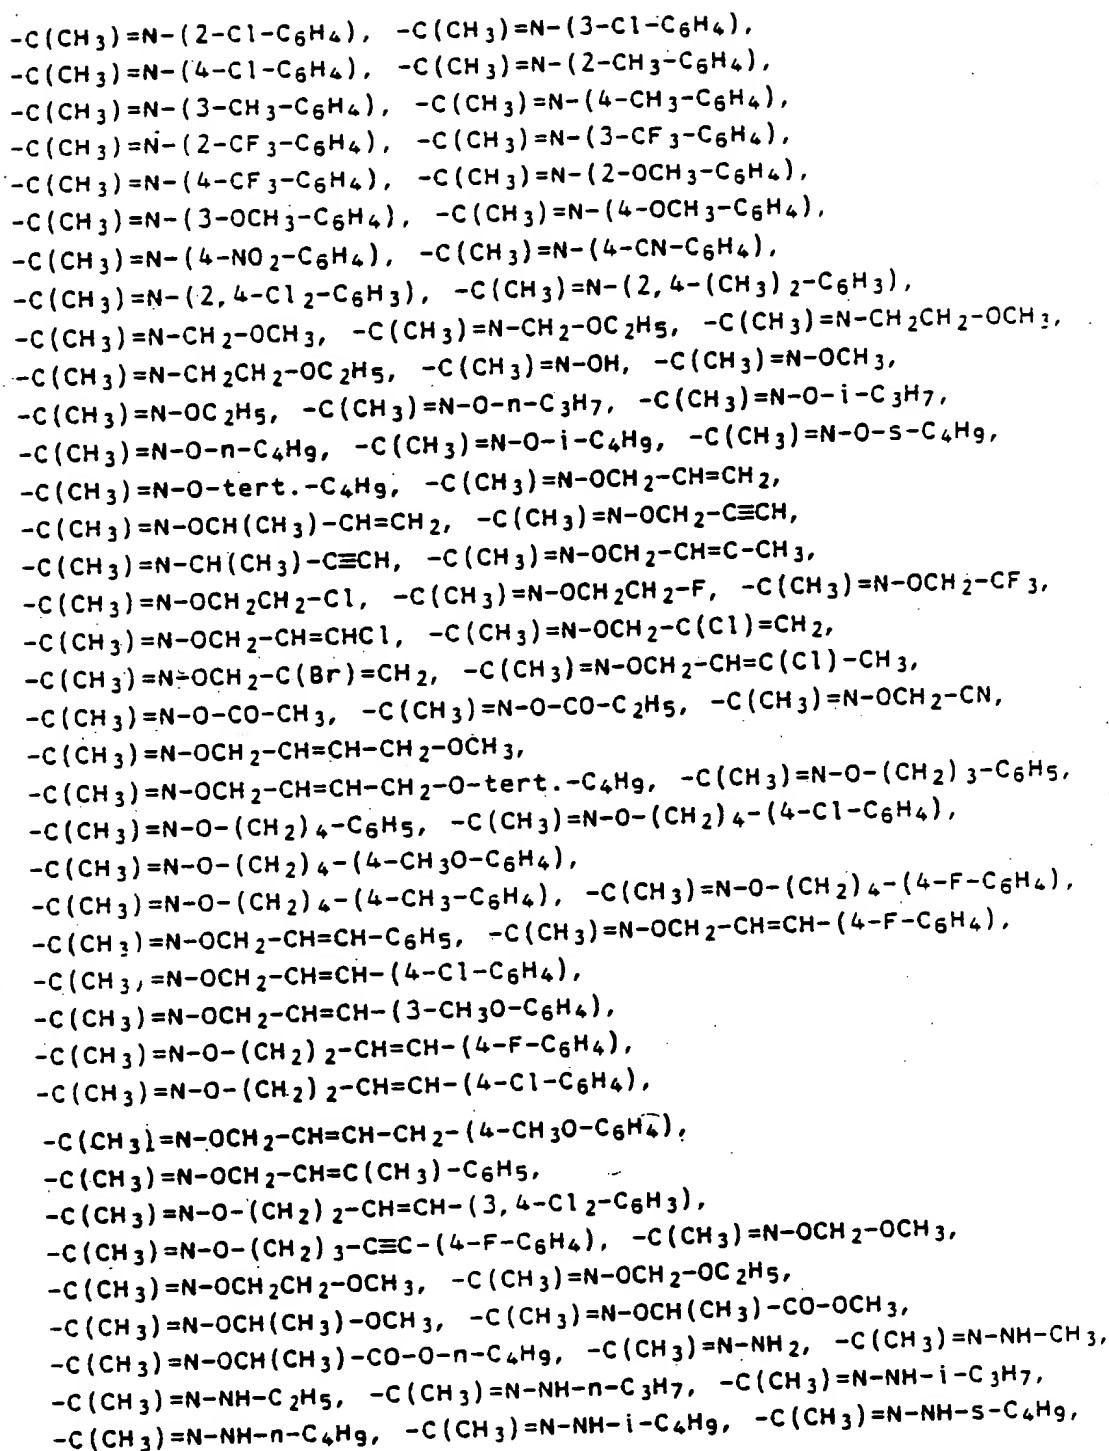 -C(CH3)=N-(2-Cl-C6H4), -C(CH3)=N-(3-Cl-C6H4),
-C(CH3)=N-(4-Cl-C6H4), -C(CH3)=N-(2-CH3-C6H4),
-C(CH3)=N-(3-CH3-C6H4), -C(CH3)=N-(4-CH3-C6H4),
-C(CH3)=N-(2-CF3-C6H4), -C(CH3)=N-(3-CF3-C6H4),
-C(CH3)=N-(4-CF3-C6H4), -C(CH3)=N-(2-OCH3-C6H4),
-C(CH3)=N-(3-OCH3-C6H4), -C(CH3)=N-(4-OCH3-C6H4),
-C(CH3)=N-(4-NO2-C6H4), -C(CH3)=N-(4-CN-C6H4),
-C(CH3)=N-(2,4-Cl2-C6H3), -C(CH3)=N-(2,4-(CH3)2-C6H3),
-C(CH3)=N-CH2-OCH3, -C(CH3)=N-CH2-OC2H5, -C(CH3)=N-CH2CH2-OCH3,
-C(CH3)=N-CH2CH2-OC2H5, -C(CH3)=N-OH, -C(CH3)=N-OCH3,
-C(CH3)=N-OC2H5, -C(CH3)=N-O-n-C3H7, -C(CH3)=N-O-i-C3H7,
-C(CH3)=N-O-n-C4H9, -C(CH3)=N-O-i-C4H9, -C(CH3)=N-O-s-C4H9,
-C(CH3)=N-O-tert.-C4H9, -C(CH3)=N-OCH2-CH=CH2,
-C(CH3)=N-OCH(CH3)-CH=CH2, -C(CH3)=N-OCH2-C≡CH,
-C(CH3)=N-CH(CH3)-C≡CH, -C(CH3)=N-OCH2-CH=C-CH3,
-C(CH3)=N-OCH2CH2-Cl, -C(CH3)=N-OCH2CH2-F, -C(CH3)=N-OCH2-CF3,
-C(CH3)=N-OCH2-CH=CHCl, -C(CH3)=N-OCH2-C(Cl)=CH2,
-C(CH3)=N-OCH2-C(Br)=CH2, -C(CH3)=N-OCH2-CH=C(Cl)-CH3,
-C(CH3)=N-O-CO-CH3, -C(CH3)=N-O-CO-C2H5, -C(CH3)=N-OCH2-CN,
-C(CH3)=N-OCH2-CH=CH-CH2-OCH3,
-C(CH3)=N-OCH2-CH=CH-CH2-O-tert.-C4H9, -C(CH3)=N-O-(CH2)3-C6H5,
-C(CH3)=N-O-(CH2)4-C6H5, -C(CH3)=N-O-(CH2)4-(4-Cl-C6H4),
-C(CH3)=N-O-(CH2)4-(4-CH3O-C6H4),
-C(CH3)=N-O-(CH2)4-(4-CH3-C6H4), -C(CH3)=N-O-(CH2)4-(4-F-C6H4),
-C(CH3)=N-OCH2-CH=CH-C6H5, -C(CH3)=N-OCH2-CH=CH-(4-F-C6H4),
-C(CH3)=N-OCH2-CH=CH-(4-Cl-C6H4),
-C(CH3)=N-OCH2-CH=CH-(3-CH3O-C6H4),
-C(CH3)=N-O-(CH2)2-CH=CH-(4-F-C6H4),
-C(CH3)=N-O-(CH2)2-CH=CH-(4-Cl-C6H4),
-C(CH3)=N-OCH2-CH=CH-CH2-(4-CH3O-C6H4),
-C(CH3)=N-OCH2-CH=C(CH3)-C6H5,
-C(CH3)=N-O-(CH2)2-CH=CH-(3,4-Cl2-C6H3),
-C(CH3)=N-O-(CH2)3-C≡C-(4-F-C6H4), -C(CH3)=N-OCH2-OCH3,
-C(CH3)=N-OCH2CH2-OCH3, -C(CH3)=N-OCH2-OC2H5,
-C(CH3)=N-OCH(CH3)-OCH3, -C(CH3)=N-OCH(CH3)-CO-OCH3,
-C(CH3)=N-OCH(CH3)-CO-O-n-C4H9, -C(CH3)=N-NH2, -C(CH3)=N-NH-CH3,
-C(CH3)=N-NH-C2H5, -C(CH3)=N-NH-n-C3H7, -C(CH3)=N-NH-i-C3H7,
-C(CH3)=N-NH-n-C4H9, -C(CH3)=N-NH-i-C4H9, -C(CH3)=N-NH-s-C4H9,